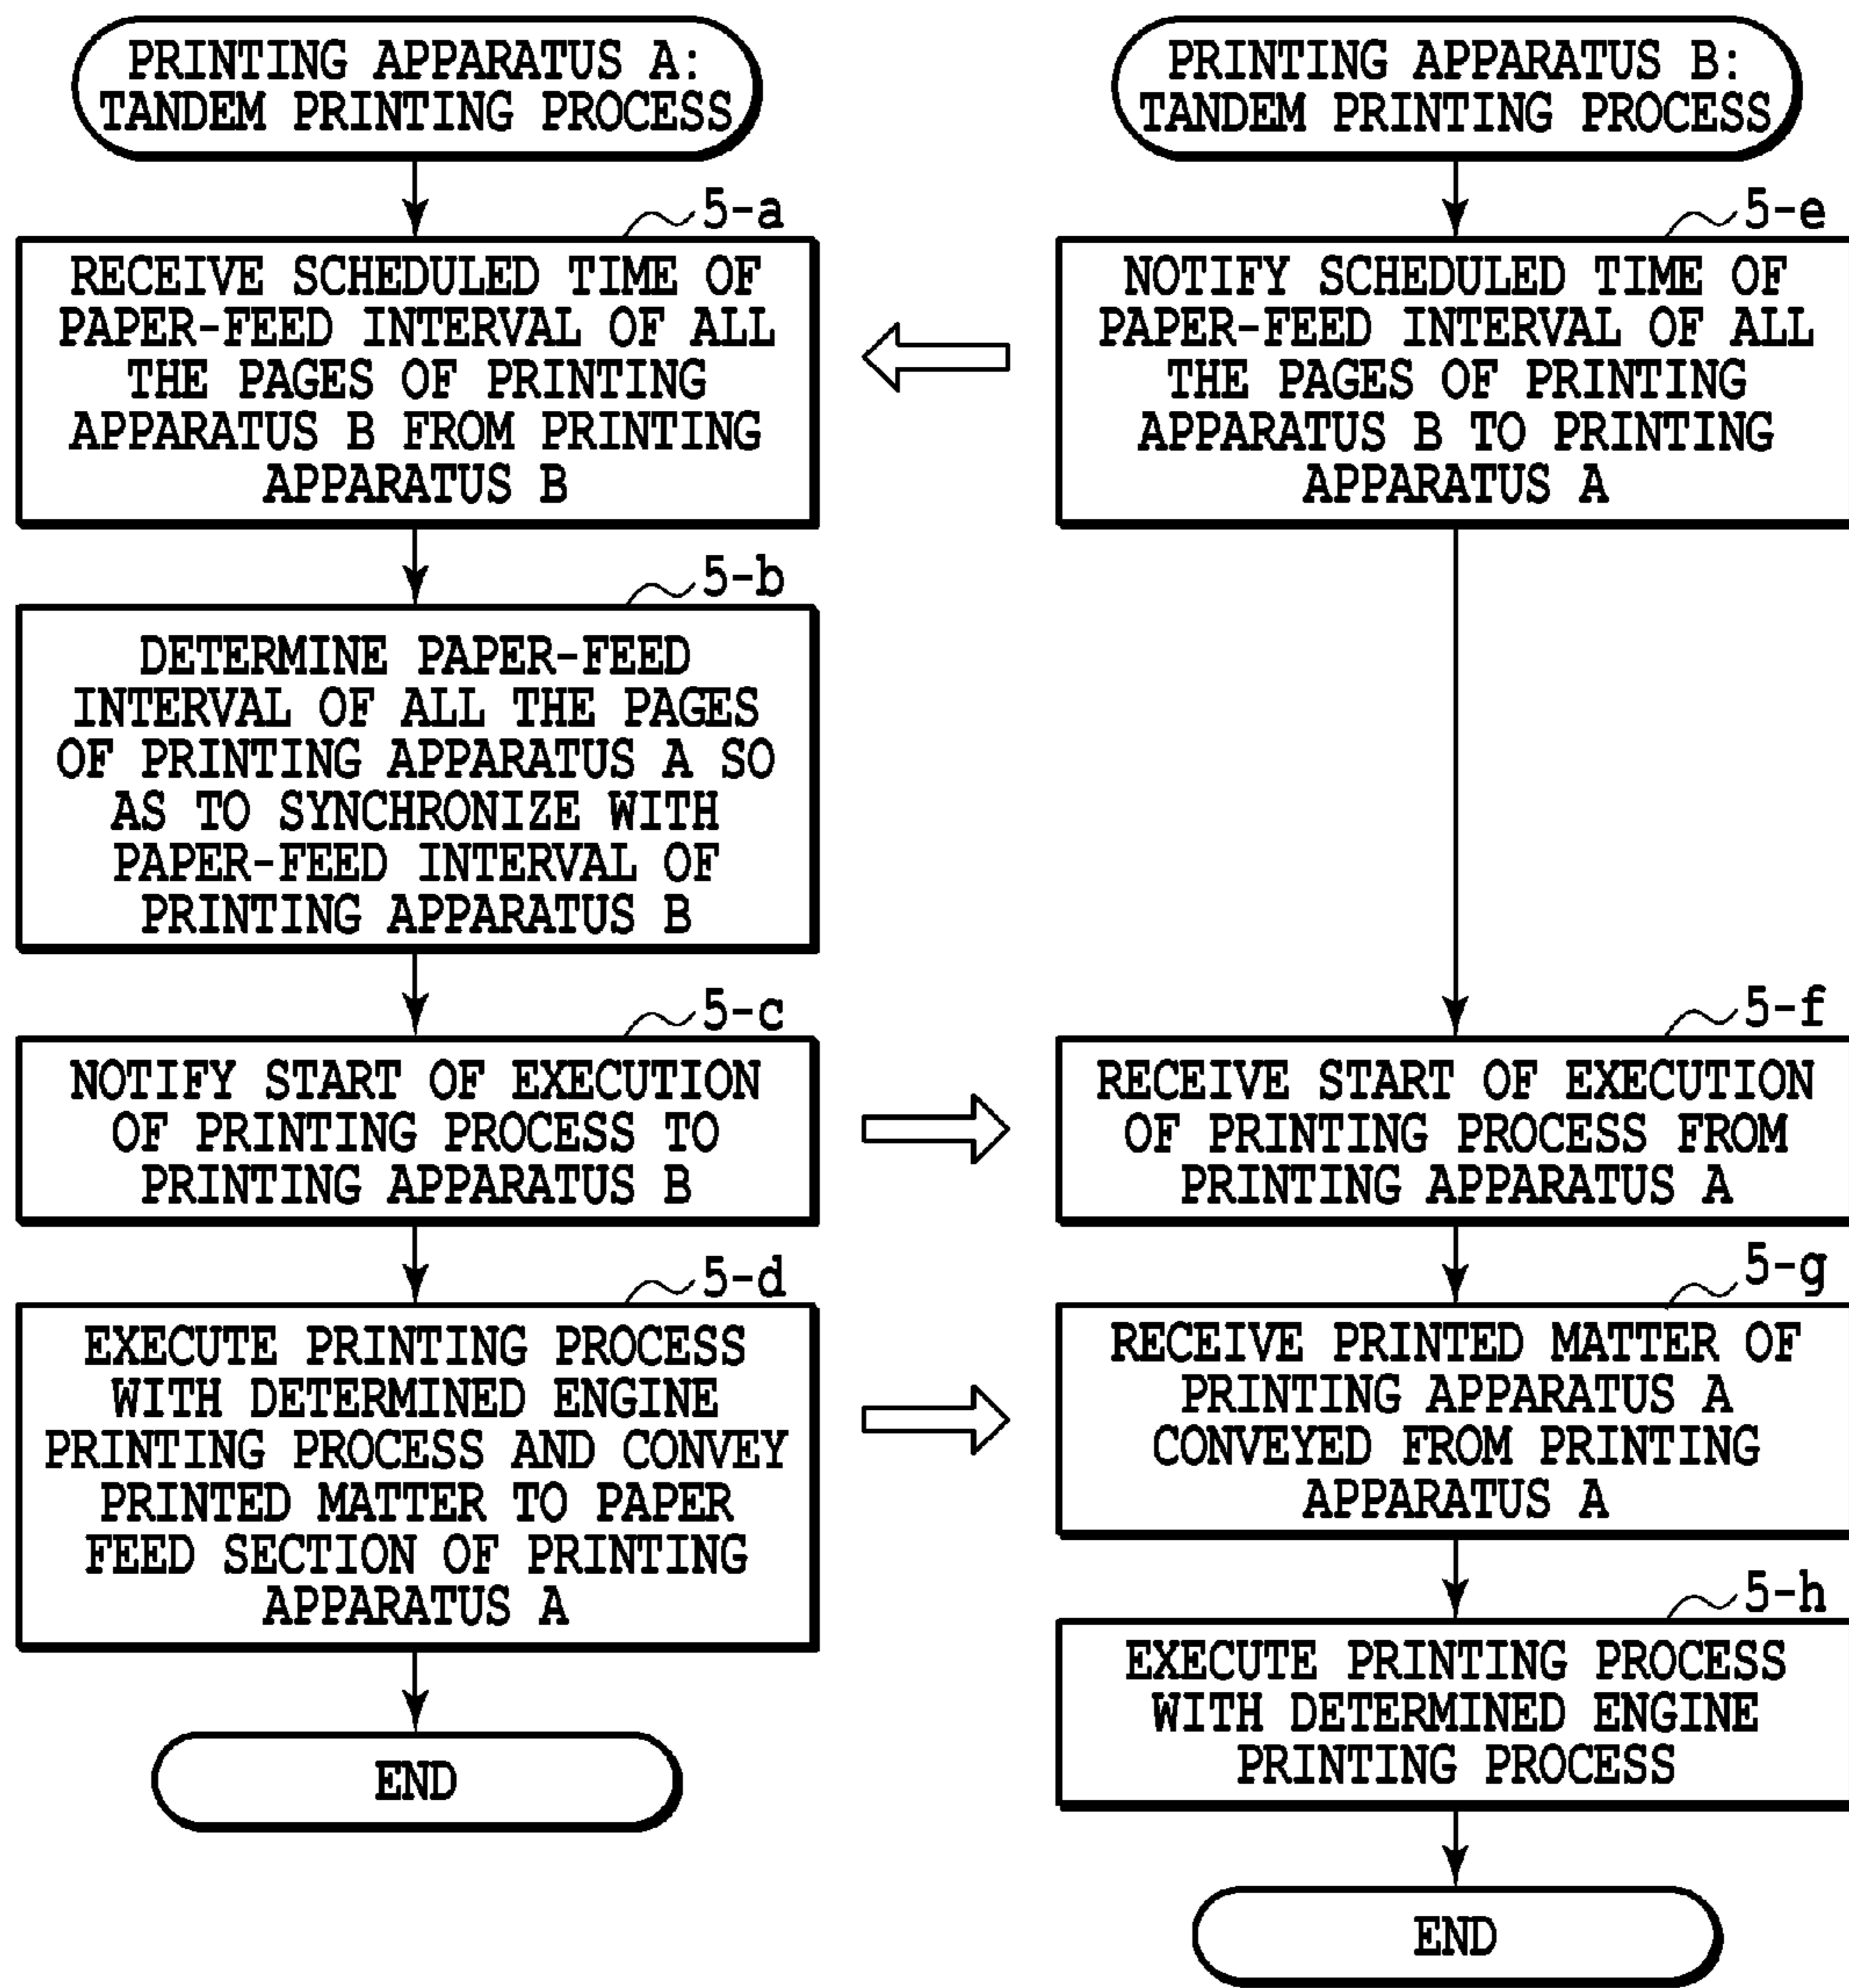 PRINTING APPARATUS A:
TANDEM PRINTING PROCESS
5-a
RECEIVE SCHEDULED TIME OF
PAPER-FEED INTERVAL OF ALL
THE PAGES OF PRINTING
APPARATUS B FROM PRINTING
APPARATUS B
5-b
DETERMINE PAPER-FEED
INTERVAL OF ALL THE PAGES
OF PRINTING APPARATUS A SO
AS TO SYNCHRONIZE WITH
PAPER-FEED INTERVAL OF
PRINTING APPARATUS B
5-c
NOTIFY START OF EXECUTION
OF PRINTING PROCESS TO
PRINTING APPARATUS B
5-d
EXECUTE PRINTING PROCESS
WITH DETERMINED ENGINE
PRINTING PROCESS AND CONVEY
PRINTED MATTER TO PAPER
FEED SECTION OF PRINTING
APPARATUS A
END
PRINTING APPARATUS B:
TANDEM PRINTING PROCESS
5-e
NOTIFY SCHEDULED TIME OF
PAPER-FEED INTERVAL OF ALL
THE PAGES OF PRINTING
APPARATUS B TO PRINTING
APPARATUS A
5-f
RECEIVE START OF EXECUTION
OF PRINTING PROCESS FROM
PRINTING APPARATUS A
5-g
RECEIVE PRINTED MATTER OF
PRINTING APPARATUS A
CONVEYED FROM PRINTING
APPARATUS A
5-h
EXECUTE PRINTING PROCESS
WITH DETERMINED ENGINE
PRINTING PROCESS
END